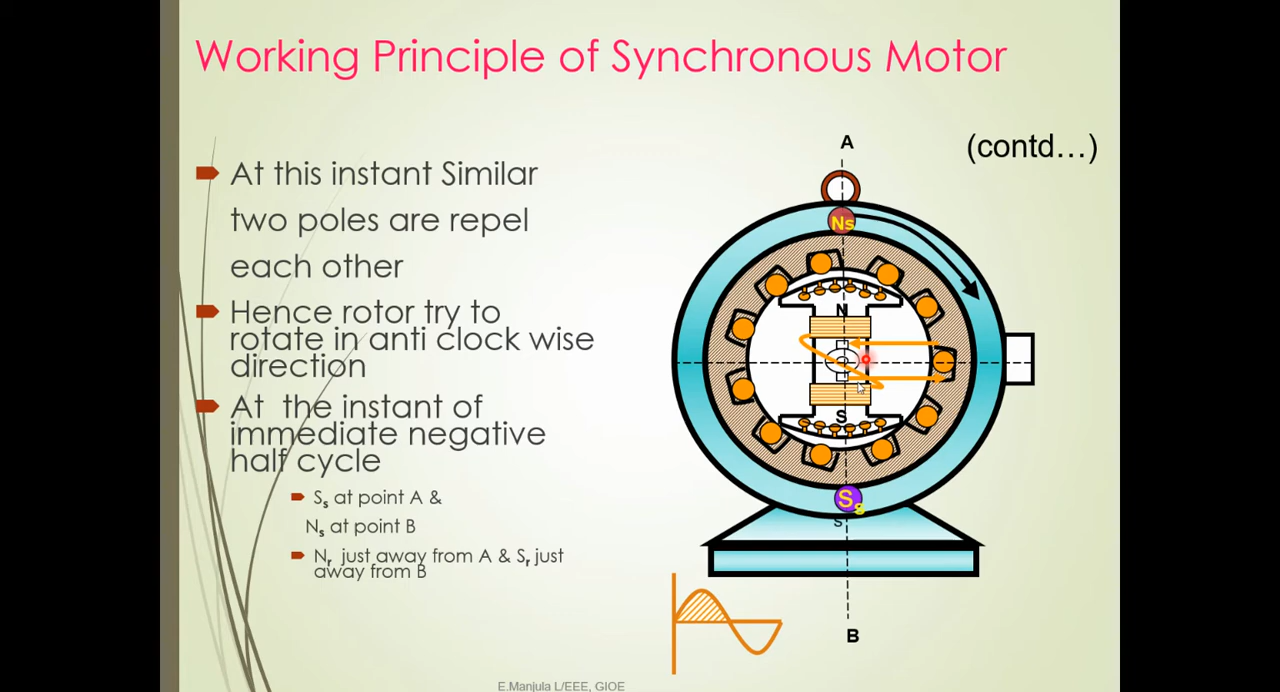 Working Principle of Synchronous Motor
(contd...)
At this instant Similar
two poles are repel
each other
Hence rotor try to
rotate in anti clock wise
direction
At the instant of
immediate negative
half cycle
Ss at point A &
Ns at point B
Nr just away from A & Sr just
away from B
A
Ns
N
S
Ss
S
B
E.Manjula L/EEE, GIOE